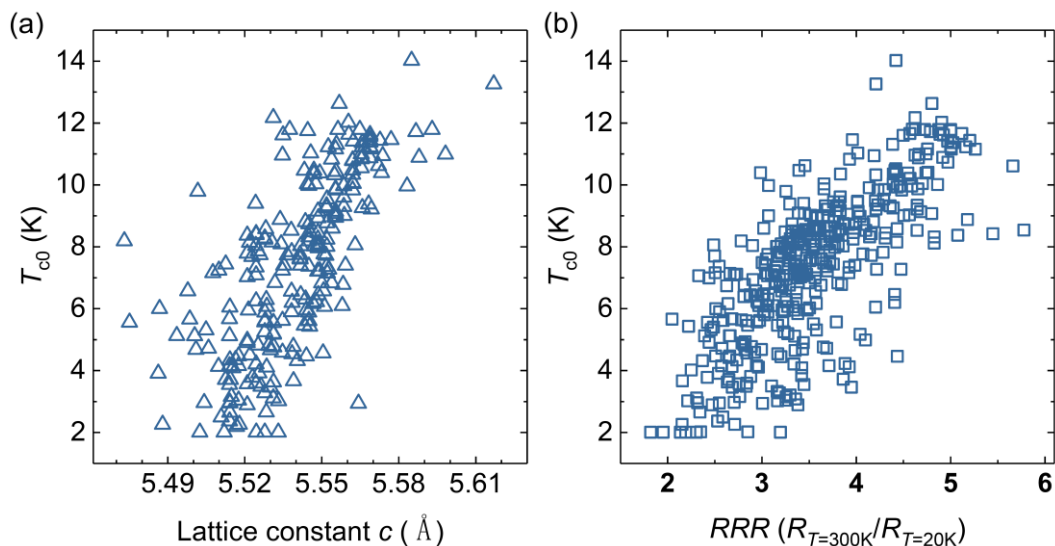 (a)
(b)
14
12
10
8
6
4
2
T_c0 (K)
5.49 5.52 5.55 5.58 5.61
Lattice constant c ( Å)
14
12
10
8
6
4
2
T_c0 (K)
2 3 4 5 6
RRR (R_T=300K/R_T=20K)